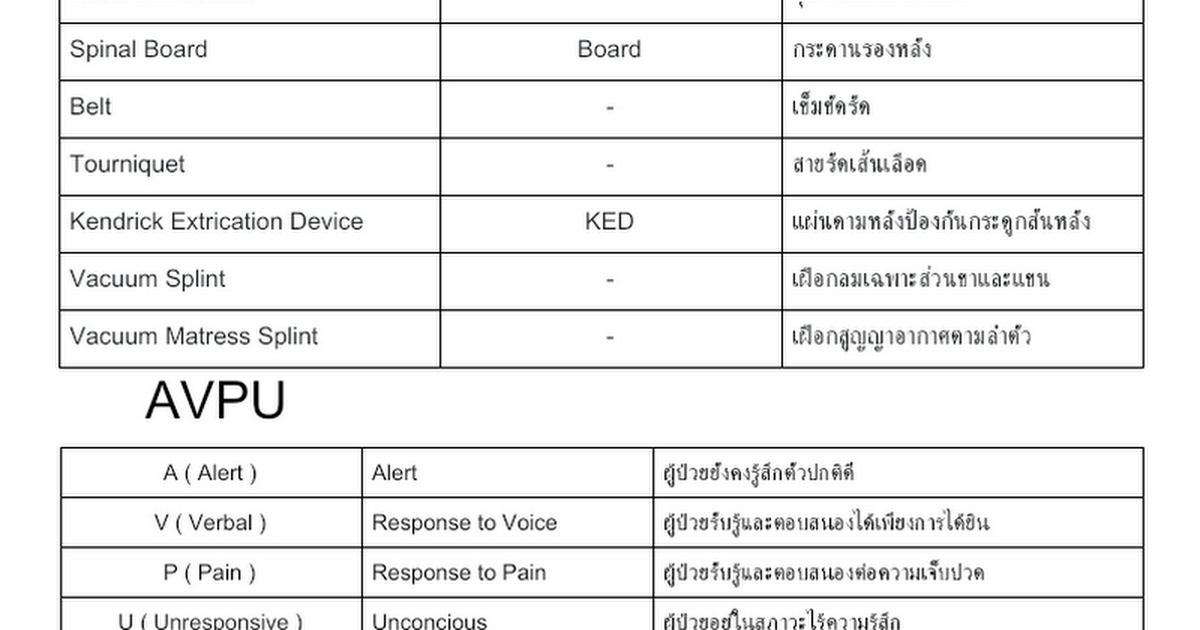 Spinal Board Board กระดานรองหลัง
Belt - เข็มขัดรัด
Tourniquet - สายรัดเส้นเลือด
Kendrick Extrication Device KED แผ่นดามหลังป้องกันกระดูกสันหลัง
Vacuum Splint - เฝือกลมเฉพาะส่วนขาและแขน
Vacuum Matress Splint - เฝือกสูญญาอากาศตามลำตัว
AVPU
A ( Alert ) Alert ผู้ป่วยยังคงรู้สึกตัวปกติดี
V ( Verbal ) Response to Voice ผู้ป่วยรับรู้และตอบสนองได้เพียงการได้ยิน
P ( Pain ) Response to Pain ผู้ป่วยรับรู้และตอบสนองต่อความเจ็บปวด
U ( Unresponsive ) Unconcious ผู้ป่วยอยู่ในสภาวะไร้ความรู้สึก